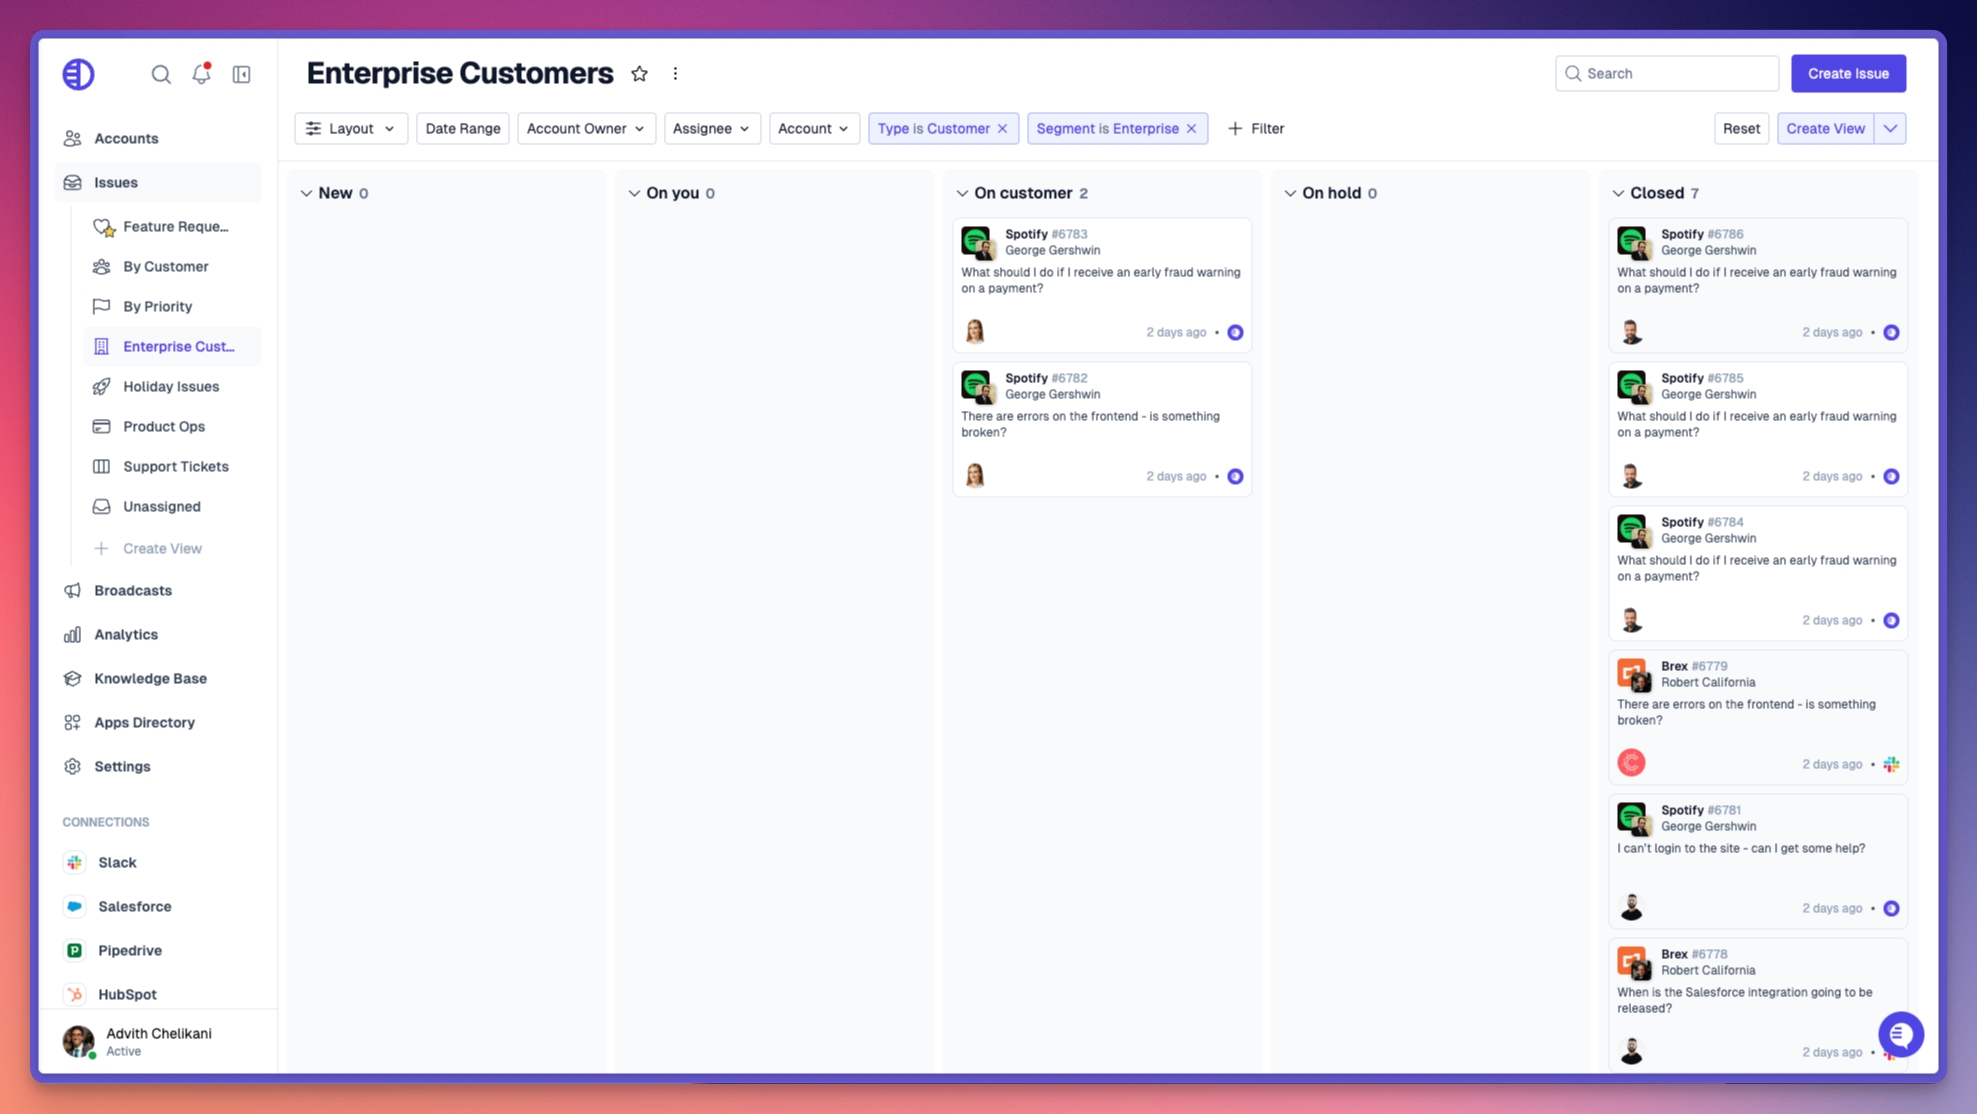 Enterprise Customers
Search
Create Issue
Layout
Date Range
Account Owner
Assignee
Account
Type is Customer
Segment is Enterprise
Filter
Reset
Create View
Accounts
Issues
Feature Reque...
By Customer
By Priority
Enterprise Cust...
Holiday Issues
Product Ops
Support Tickets
Unassigned
Create View
Broadcasts
Analytics
Knowledge Base
Apps Directory
Settings
CONNECTIONS
Slack
Salesforce
Pipedrive
HubSpot
Advith Chelikani
Active
New 0
On you 0
On customer 2
Spotify #6783
George Gershwin
What should I do if I receive an early fraud warning
on a payment?
2 days ago
Spotify #6782
George Gershwin
There are errors on the frontend - is something
broken?
2 days ago
On hold 0
Closed 7
Spotify #6786
George Gershwin
What should I do if I receive an early fraud warning
on a payment?
2 days ago
Spotify #6785
George Gershwin
What should I do if I receive an early fraud warning
on a payment?
2 days ago
Spotify #6784
George Gershwin
What should I do if I receive an early fraud warning
on a payment?
2 days ago
Brex #6779
Robert California
There are errors on the frontend - is something
broken?
2 days ago
Spotify #6781
George Gershwin
I can't login to the site - can I get some help?
2 days ago
Brex #6778
Robert California
When is the Salesforce integration going to be
released?
2 days ago